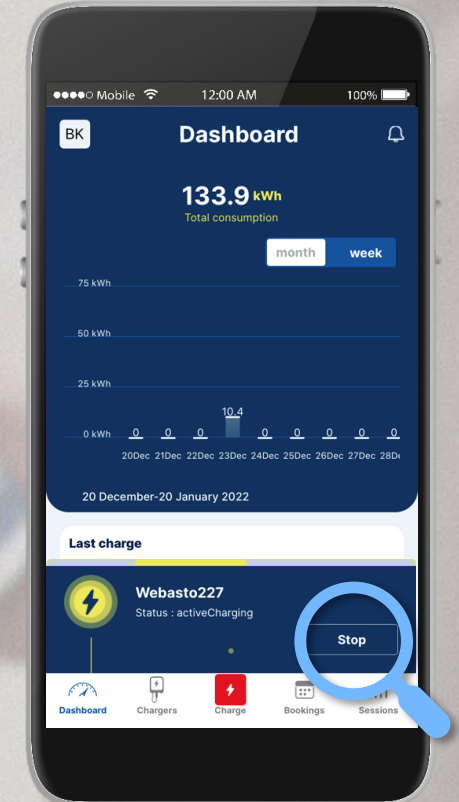 Mobile 12:00 AM 100%
BK Dashboard
133.9 kWh
Total consumption
month week
75 kWh
50 kWh
25 kWh
10.4
0 kWh 0 0 0 0 0 0 0 0
20Dec 21Dec 22Dec 23Dec 24Dec 25Dec 26Dec 27Dec 28De
20 December-20 January 2022
Last charge
Webasto227
Status : activeCharging
Stop
Dashboard Chargers Charge Bookings Sessions